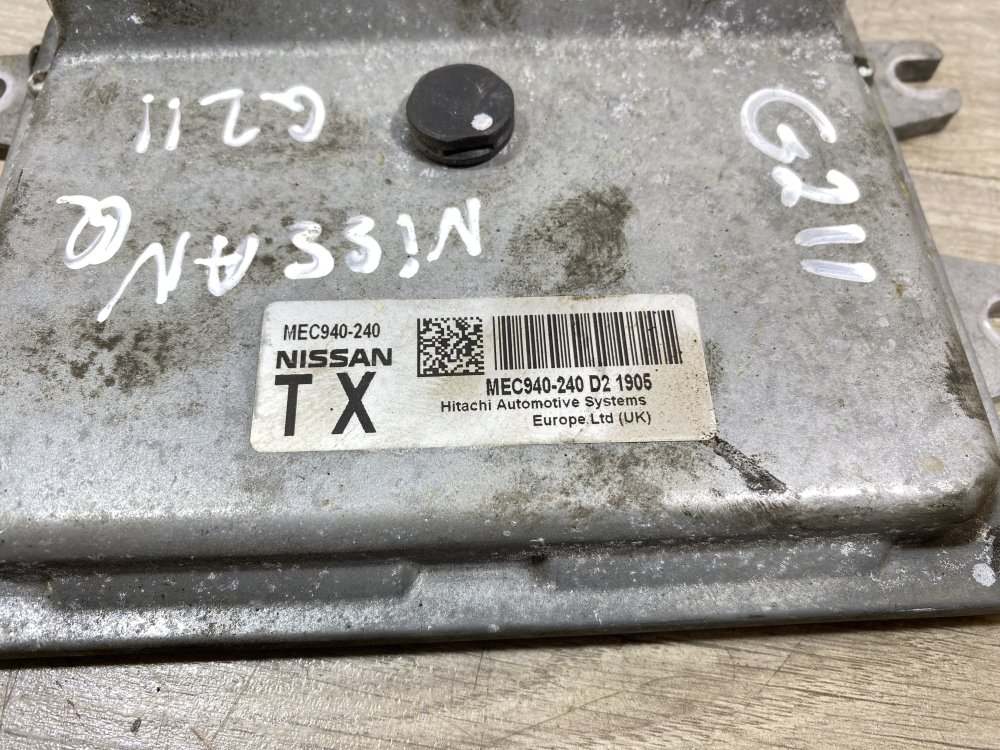 G211
NiSSAN
G211
MEC940-240
NISSAN
TX
MEC940-240 D2 1905
Hitachi Automotive Systems
Europe Ltd (UK)